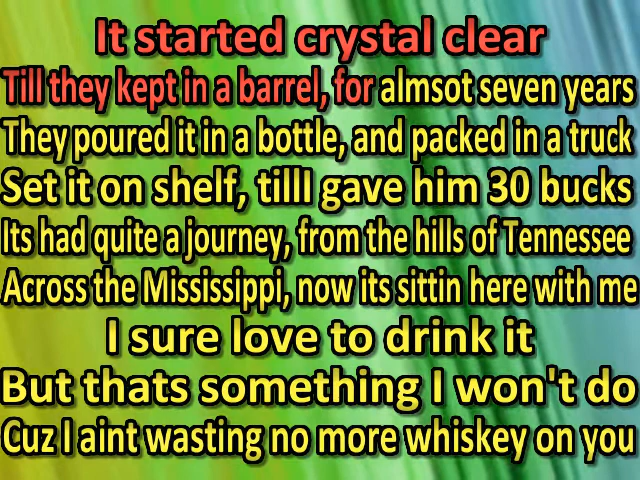 It started crystal clear
Till they kept in a barrel, for almsot seven years
They poured it in a bottle, and packed in a truck
Set it on shelf, tillI gave him 30 bucks
Its had quite a journey, from the hills of Tennessee
Across the Mississippi, now its sittin here with me
I sure love to drink it
But thats something I won't do
Cuz I aint wasting no more whiskey on you